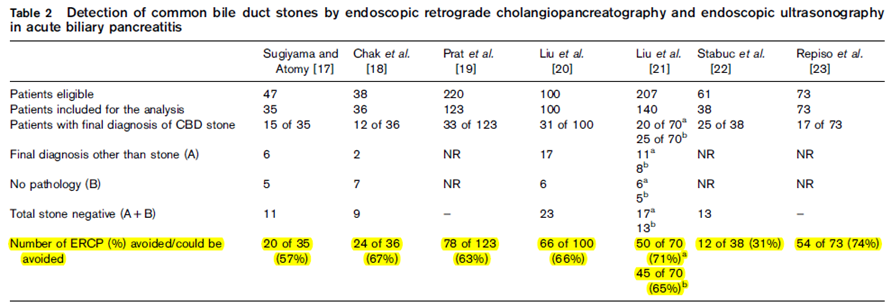 Table 2 Detection of common bile duct stones by endoscopic retrograde cholangiopancreatography and endoscopic ultrasonography
in acute biliary pancreatitis
Sugiyama and Atomy [17] Chak et al. [18] Prat et al. [19] Liu et al. [20] Liu et al. [21] Stabuc et al. [22] Repiso et al. [23]
Patients eligible 47 38 220 100 207 61 73
Patients included for the analysis 35 36 123 100 140 38 73
Patients with final diagnosis of CBD stone 15 of 35 12 of 36 33 of 123 31 of 100 20 of 70a 25 of 38 17 of 73
25 of 70b
Final diagnosis other than stone (A) 6 2 NR 17 11a NR NR
8b
No pathology (B) 5 7 NR 6 6a NR NR
5b
Total stone negative (A + B) 11 9 – 23 17a 13 –
13b
Number of ERCP (%) avoided/could be 20 of 35 24 of 36 78 of 123 66 of 100 50 of 70 12 of 38 (31%) 54 of 73 (74%)
avoided (57%) (67%) (63%) (66%) (71%)a
45 of 70
(65%)b